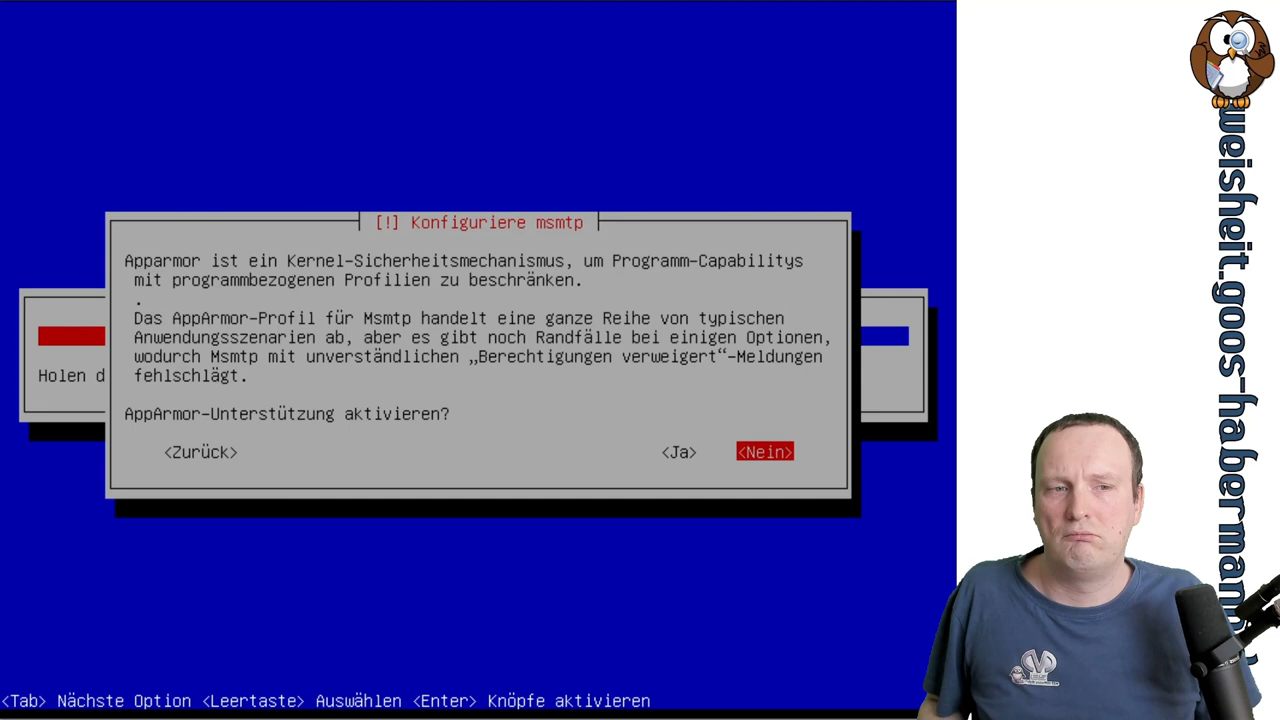 [!] Konfiguriere msmtp
Apparmor ist ein Kernel-Sicherheitsmechanismus, um Programm-Capabilitys
mit programmbezogenen Profilien zu beschränken.
.
Das AppArmor-Profil für Msmtp handelt eine ganze Reihe von typischen
Anwendungsszenarien ab, aber es gibt noch Randfälle bei einigen Optionen,
wodurch Msmtp mit unverständlichen „Berechtigungen verweigert“-Meldungen
fehlschlägt.
Holen d
AppArmor-Unterstützung aktivieren?
<Zurück> <Ja> <Nein>
<Tab> Nächste Option <Leertaste> Auswählen <Enter> Knöpfe aktivieren
weisheit.goos-habermann